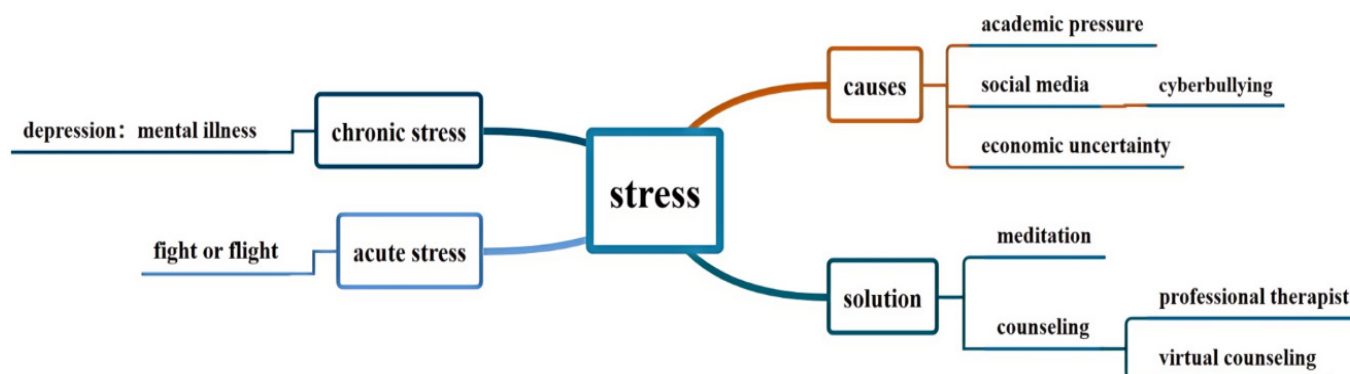 stress
causes
academic pressure
social media
cyberbullying
economic uncertainty
solution
meditation
counseling
professional therapist
virtual counseling
chronic stress
depression：mental illness
acute stress
fight or flight